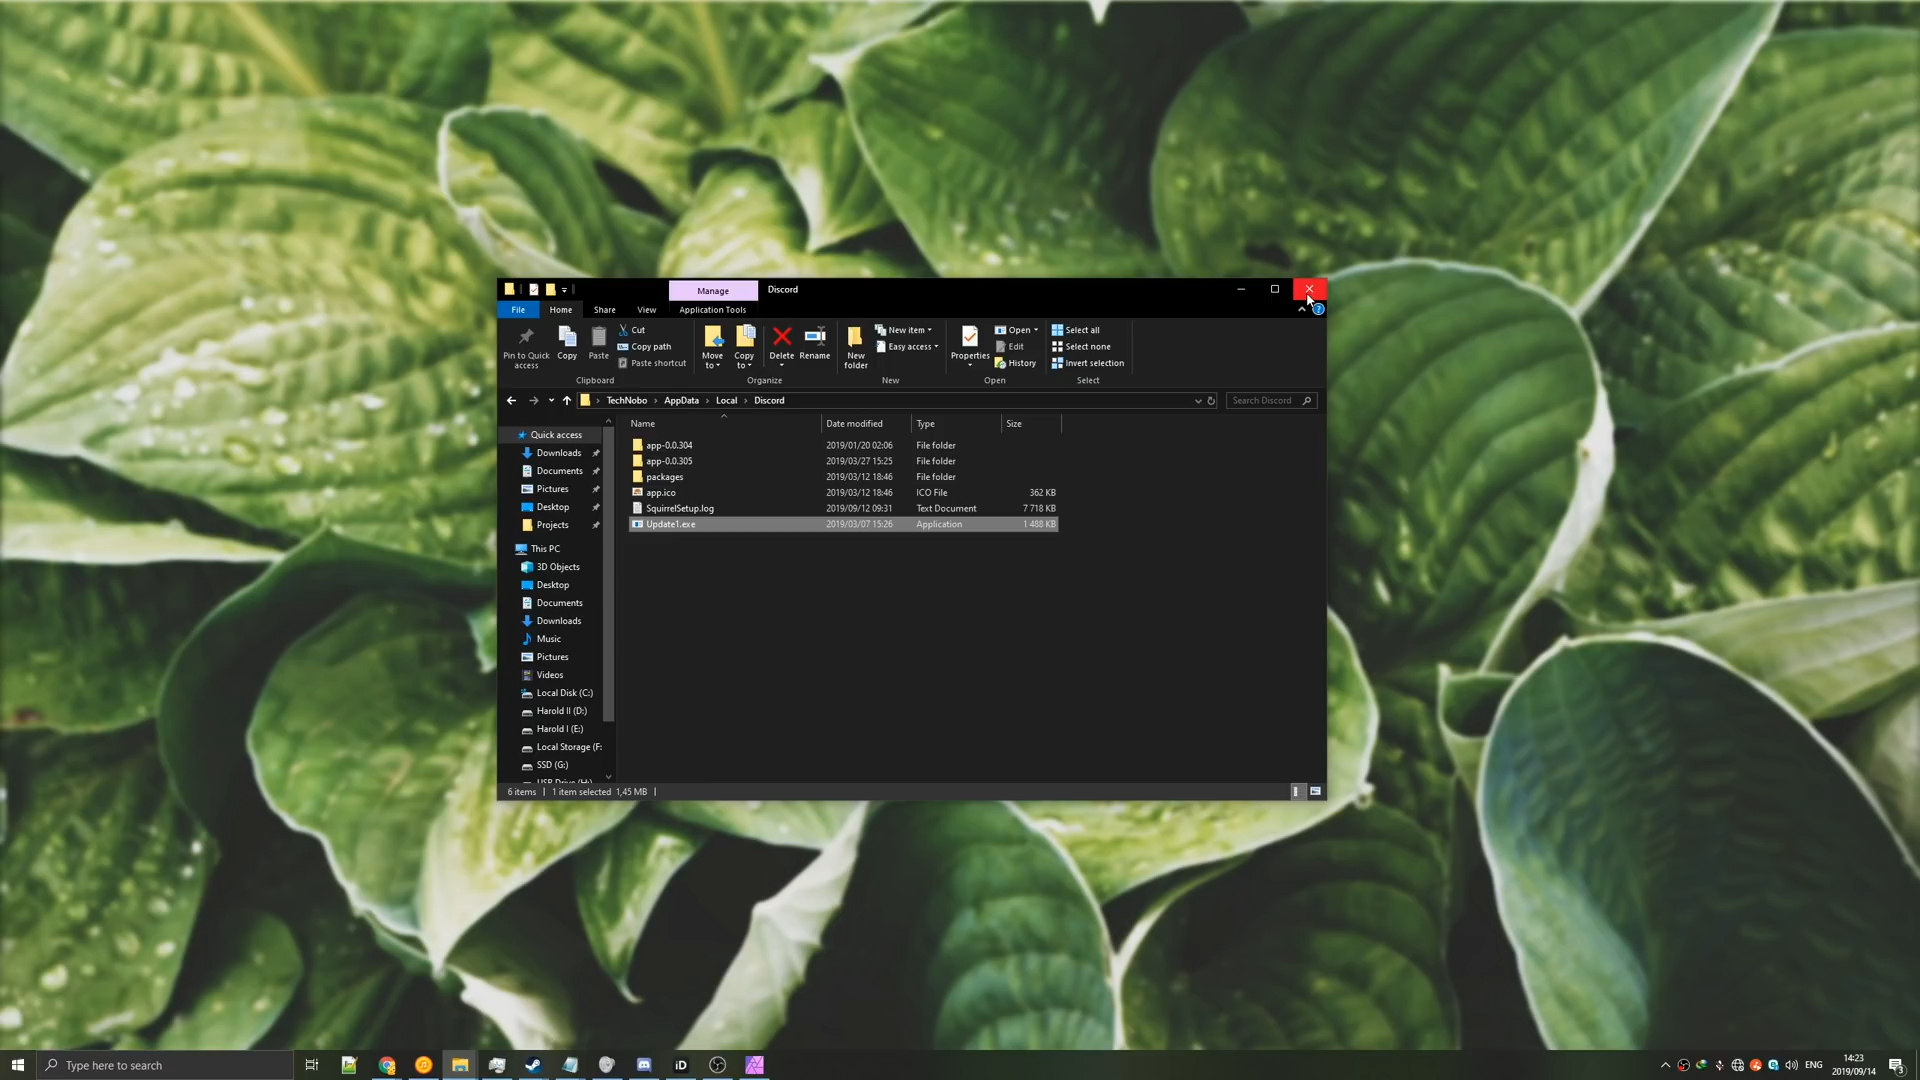 Manage
Discord
File
Home
Share
View
Application Tools
Pin to Quick access
Copy
Paste
Cut
Copy path
Paste shortcut
Move to
Copy to
Delete
Rename
New folder
New item
Easy access
Properties
Open
Edit
History
Select all
Select none
Invert selection
Clipboard
Organize
New
Open
Select
TechNobo > AppData > Local > Discord
Search Discord
Name
Date modified
Type
Size
app-0.0.304 2019/01/20 02:06 File folder
app-0.0.305 2019/03/27 15:25 File folder
packages 2019/03/12 18:46 File folder
app.ico 2019/03/12 18:46 ICO File 362 KB
SquirrelSetup.log 2019/09/12 09:31 Text Document 7 718 KB
Update1.exe 2019/03/07 15:26 Application 1 488 KB
Quick access
Downloads
Documents
Pictures
Desktop
Projects
This PC
3D Objects
Desktop
Documents
Downloads
Music
Pictures
Videos
Local Disk (C:)
Harold II (D:)
Harold I (E:)
Local Storage (F:
SSD (G:)
USB Drive (H:)
6 items
1 item selected 1,45 MB
Type here to search
iD
ENG
14:23
2019/09/14
3